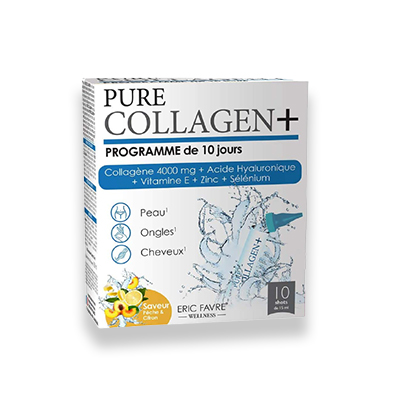 PURE
COLLAGEN+
PROGRAMME de 10 jours
Collagène 4000 mg + Acide Hyaluronique
+ Vitamine E + Zinc + Sélénium
Peau¹
Ongles¹
Cheveux¹
COLLAGEN+
Saveur
Pêche &
Citron
ERIC FAVRE
WELLNESS
10
shots
de 15 ml